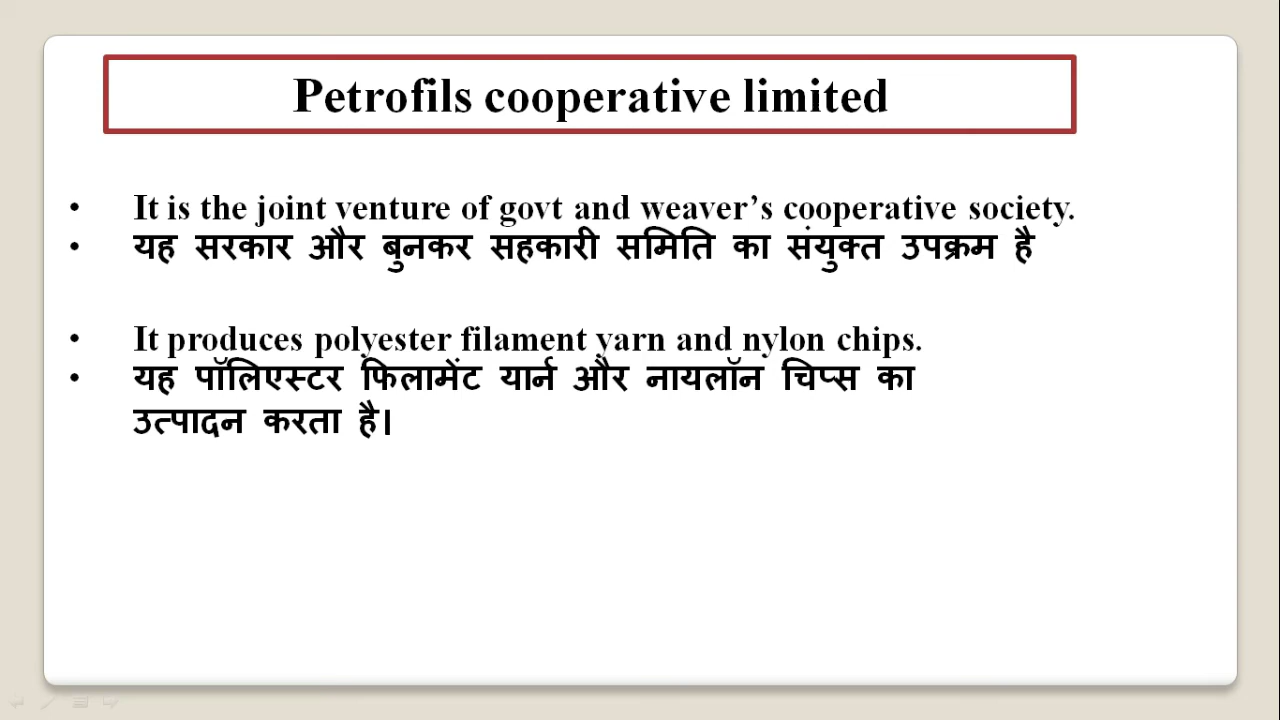 Petrofils cooperative limited
• It is the joint venture of govt and weaver’s cooperative society.
• यह सरकार और बुनकर सहकारी समिति का संयुक्त उपक्रम है
• It produces polyester filament yarn and nylon chips.
• यह पॉलिएस्टर फिलामेंट यार्न और नायलॉन चिप्स का
उत्पादन करता है।